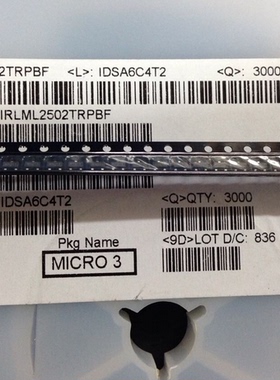 2TRPBF <L>: IDSA6C4T2 <Q>: 3000
IRLML2502TRPBF
IDSA6C4T2 <Q>QTY: 3000
Pkg Name <9D>LOT D/C: 836
MICRO 3